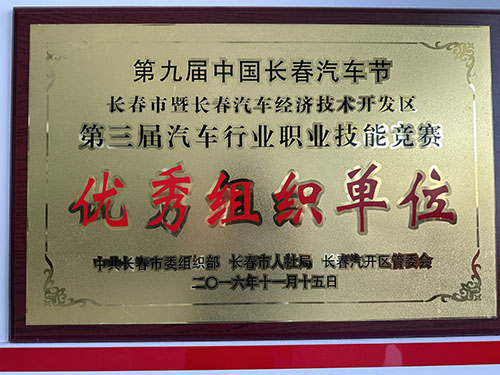 第九届中国长春汽车节
长春市暨长春汽车经济技术开发区
第三届汽车行业职业技能竞赛
优秀组织单位
中共长春市委组织部 长春市人社局 长春汽开区管委会
二〇一六年十一月十五日